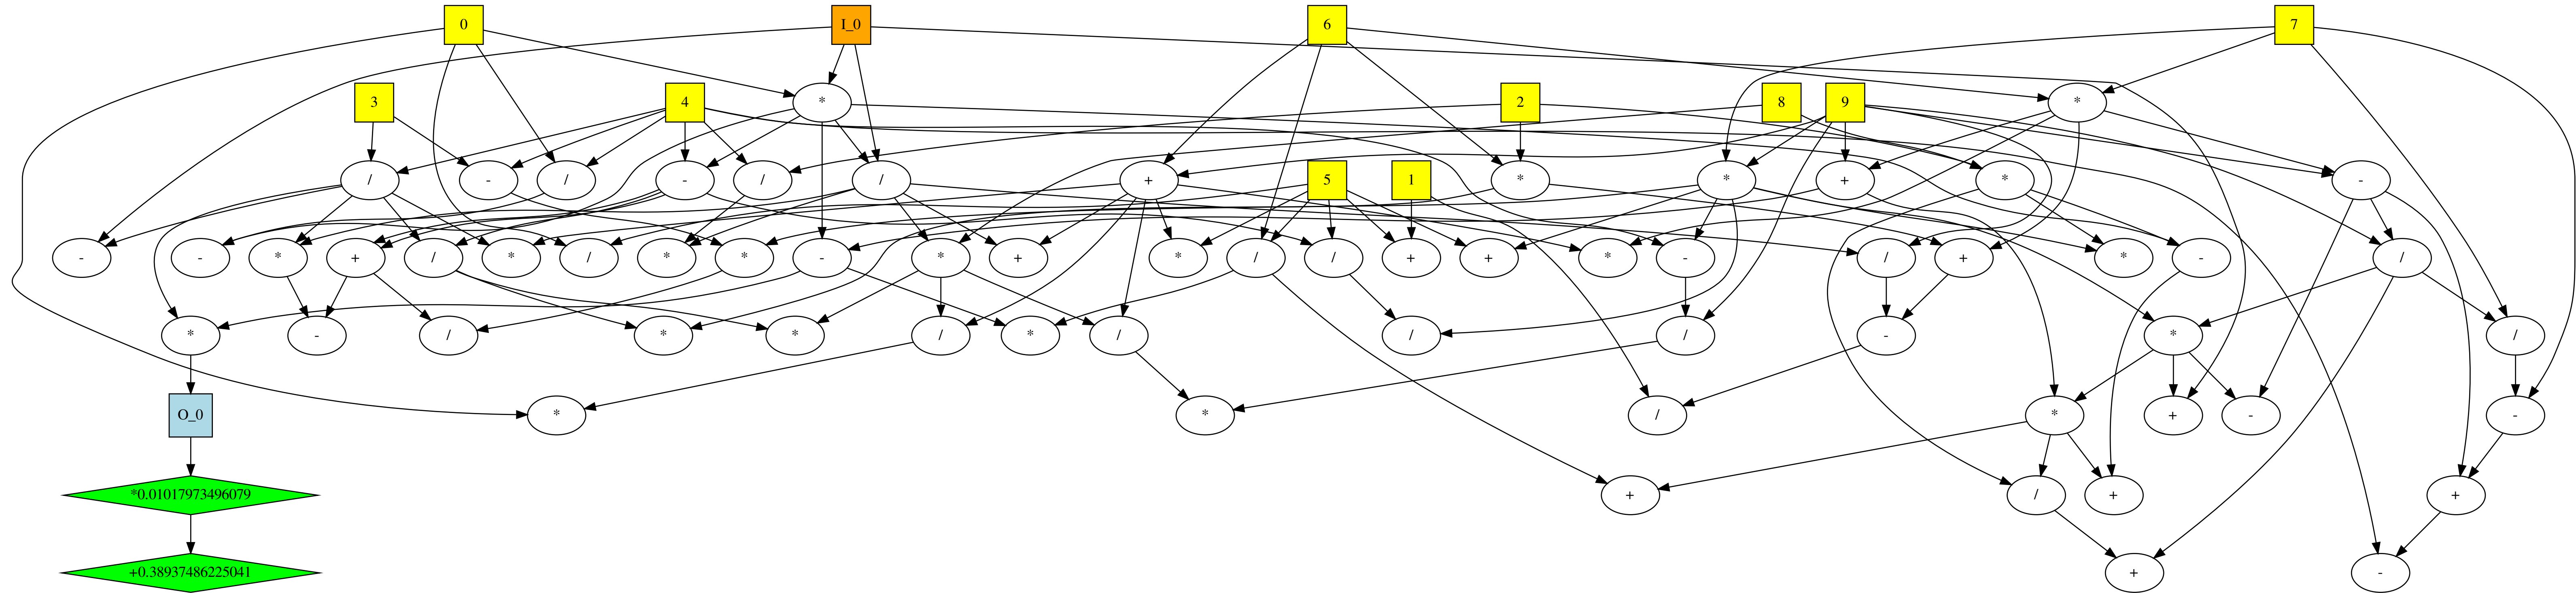 0 I_0 6 7
3 4 2 8 9 *
/ - / - / / + 5 1 * * + * -
- - * + / * / * * - * + * / / + + * - / + * - /
* - / * * / * / / / - * /
O_0 * * / * + - -
*0.01017973496079 + / + +
+0.38937486225041 + -